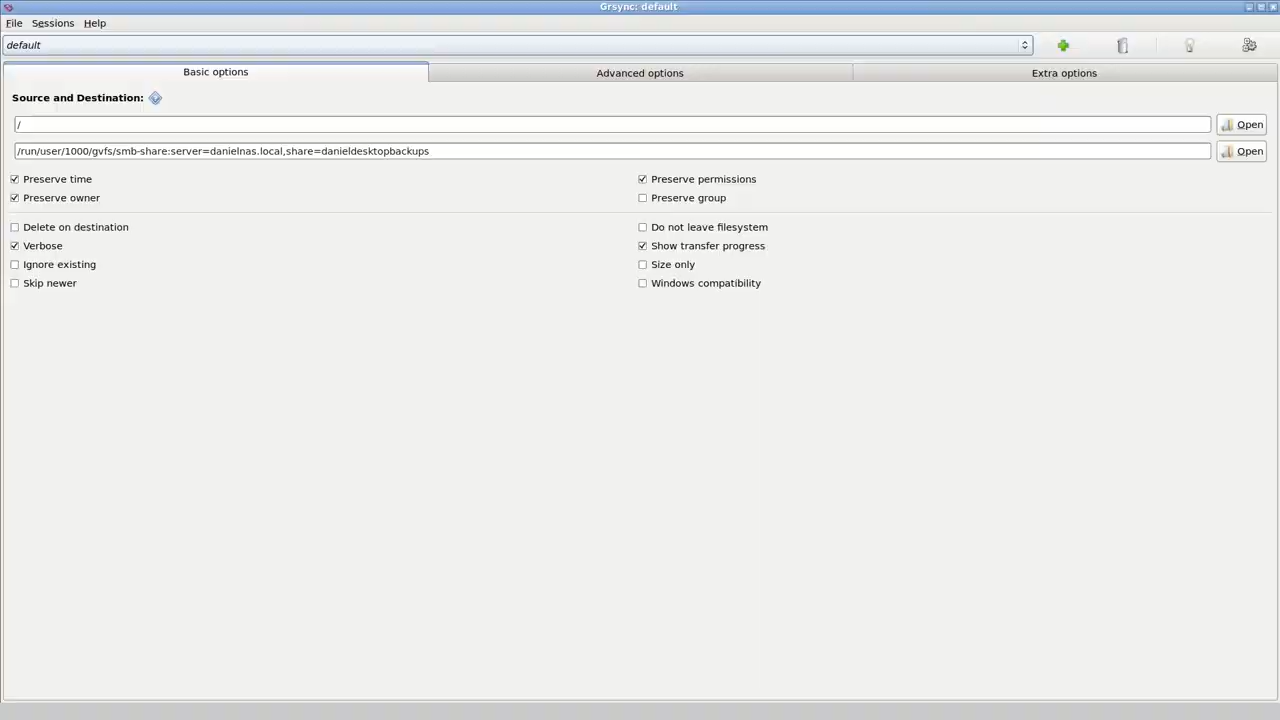 Grsync: default
File Sessions Help
default
Basic options Advanced options Extra options
Source and Destination:
/ Open
/run/user/1000/gvfs/smb-share:server=danielnas.local,share=danieldesktopbackups Open
Preserve time Preserve permissions
Preserve owner Preserve group
Delete on destination Do not leave filesystem
Verbose Show transfer progress
Ignore existing Size only
Skip newer Windows compatibility